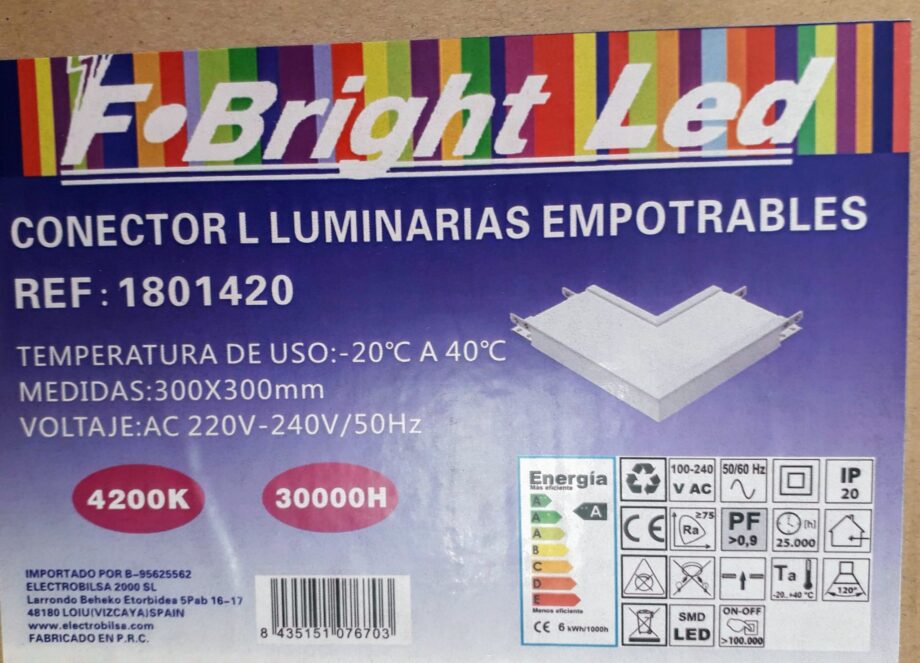 F•Bright Led
CONECTOR L LUMINARIAS EMPOTRABLES
REF: 1801420
TEMPERATURA DE USO:-20℃ A 40℃
MEDIDAS:300X300mm
VOLTAJE:AC 220V-240V/50Hz
4200K
30000H
IMPORTADO POR B-95625562
ELECTROBILSA 2000 SL
Larrondo Beheko Etorbidea 5Pab 16-17
48180 LOIU(VIZCAYA)SPAIN
www.electrobilsa.com
FABRICADO EN P.R.C.
8 435151 076703
Energía
Más eficiente
A
A
A
A
B
C
D
E
Menos eficiente
CE 6 kWh/1000h
100-240
V AC
50/60 Hz
IP
20
CE
Ra ≥75
PF
>0,9
[h]
25.000
Ta
-20..+40 °C
120°
SMD
LED
ON-OFF
>100.000